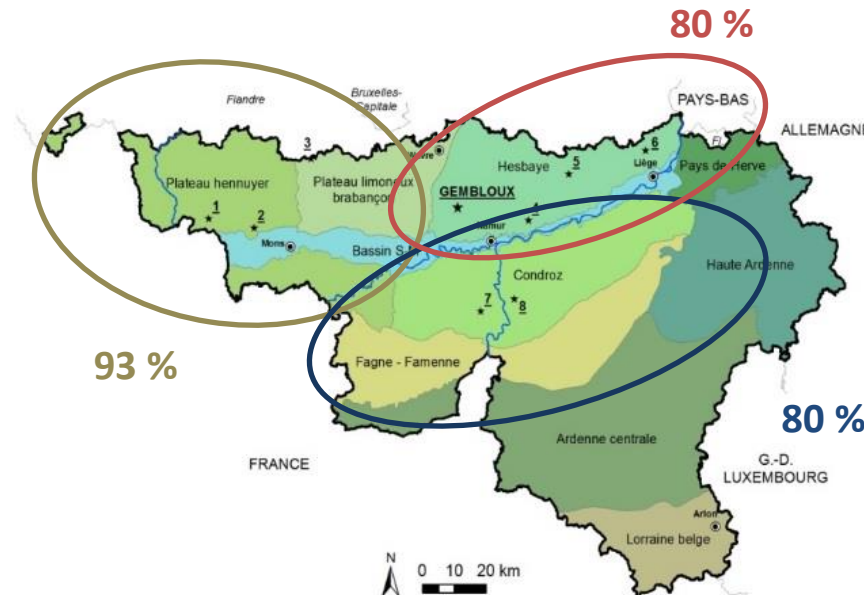 80 %
Flandre
Bruxelles-
Capitale
PAYS-BAS
ALLEMAGNE
3
6
5
Liège
Pays de Herve
Hesbaye
Plateau hennuyer
Plateau limoneux
brabançon
GEMBLOUX
1
2
4
Namur
Mons
Bassin S
Condroz
Haute Ardenne
7
8
93 %
Fagne - Famenne
80 %
Ardenne centrale
FRANCE
G.-D.
LUXEMBOURG
Arlon
Lorraine belge
N
0 10 20 km